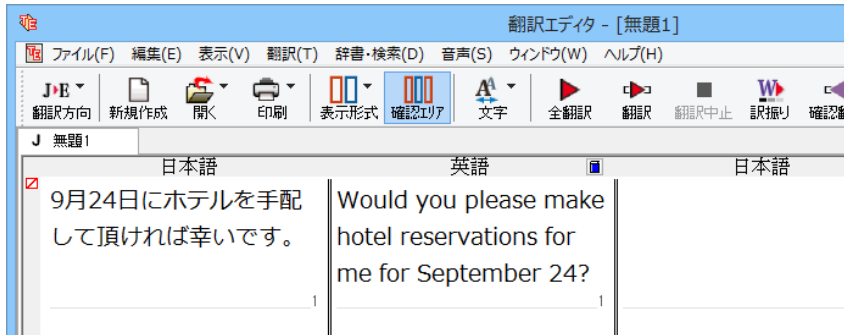 翻訳エディタ - [無題1]
ファイル(F) 編集(E) 表示(V) 翻訳(T) 辞書・検索(D) 音声(S) ウィンドウ(W) ヘルプ(H)
J▶E
翻訳方向 新規作成 開く 印刷 表示形式 確認エリア 文字 全翻訳 翻訳 翻訳中止 訳振り
J 無題1
日本語 英語 日本語
9月24日にホテルを手配
して頂ければ幸いです。
1
Would you please make
hotel reservations for
me for September 24?
1